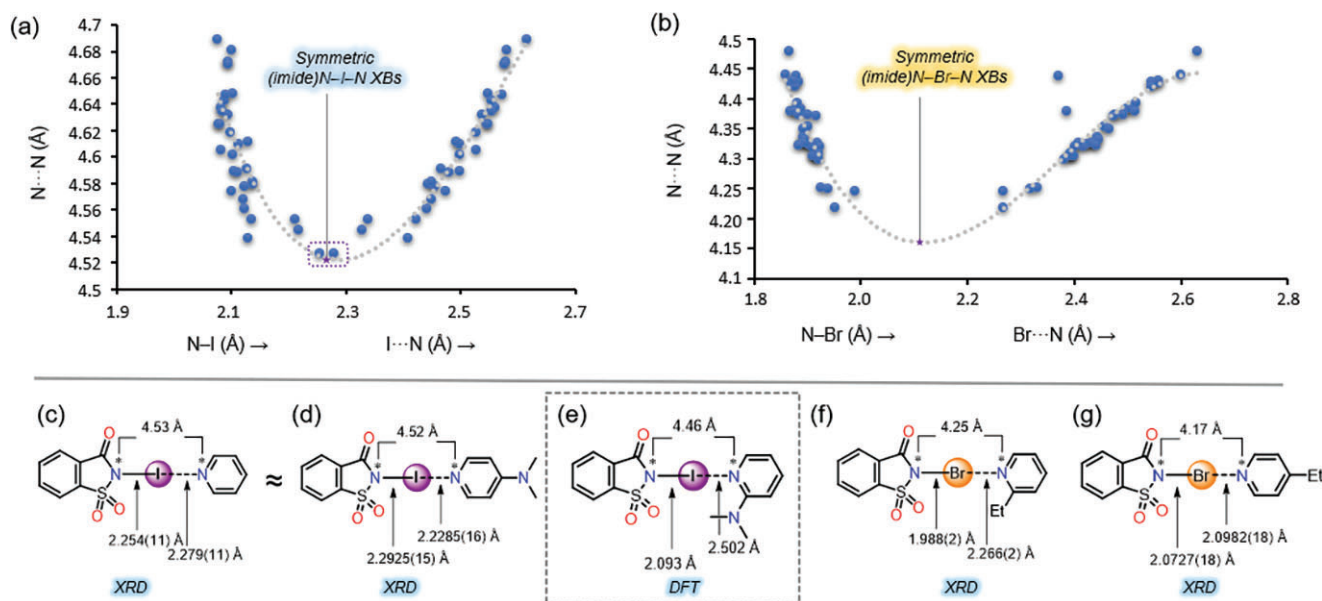 (a)
4.7
4.68
4.66
4.64
4.62
4.6
4.58
4.56
4.54
4.52
4.5
N···N (Å)
Symmetric
(imide)N–I–N XBs
1.9
2.1
2.3
2.5
2.7
N–I (Å) →
I···N (Å) →
(b)
4.5
4.45
4.4
4.35
4.3
4.25
4.20
4.15
4.1
N···N (Å)
Symmetric
(imide)N–Br–N XBs
1.8
2.0
2.2
2.4
2.6
2.8
N–Br (Å) →
Br···N (Å) →
(c)
4.53 Å
O
N
*
I
*
N
S
O
O
2.254(11) Å
2.279(11) Å
XRD
≈
(d)
4.52 Å
O
N
*
I
*
N
N
S
O
O
2.2285(16) Å
2.2925(15) Å
XRD
(e)
4.46 Å
O
N
*
I
*
N
S
O
O
N
2.093 Å
2.502 Å
DFT
(f)
4.25 Å
O
N
*
Br
*
N
S
O
O
Et
1.988(2) Å
2.266(2) Å
XRD
(g)
4.17 Å
O
N
*
Br
*
N
Et
S
O
O
2.0982(18) Å
2.0727(18) Å
XRD